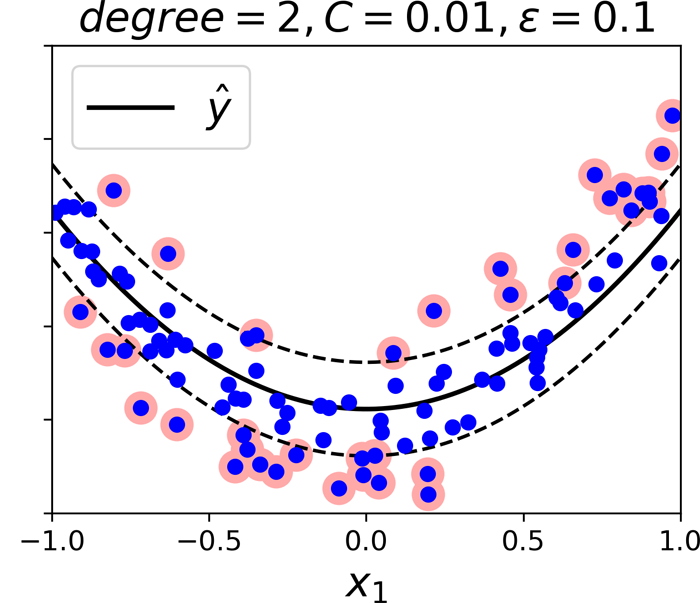 degree = 2, C = 0.01, ε = 0.1
ŷ
−1.0 −0.5 0.0 0.5 1.0
x₁